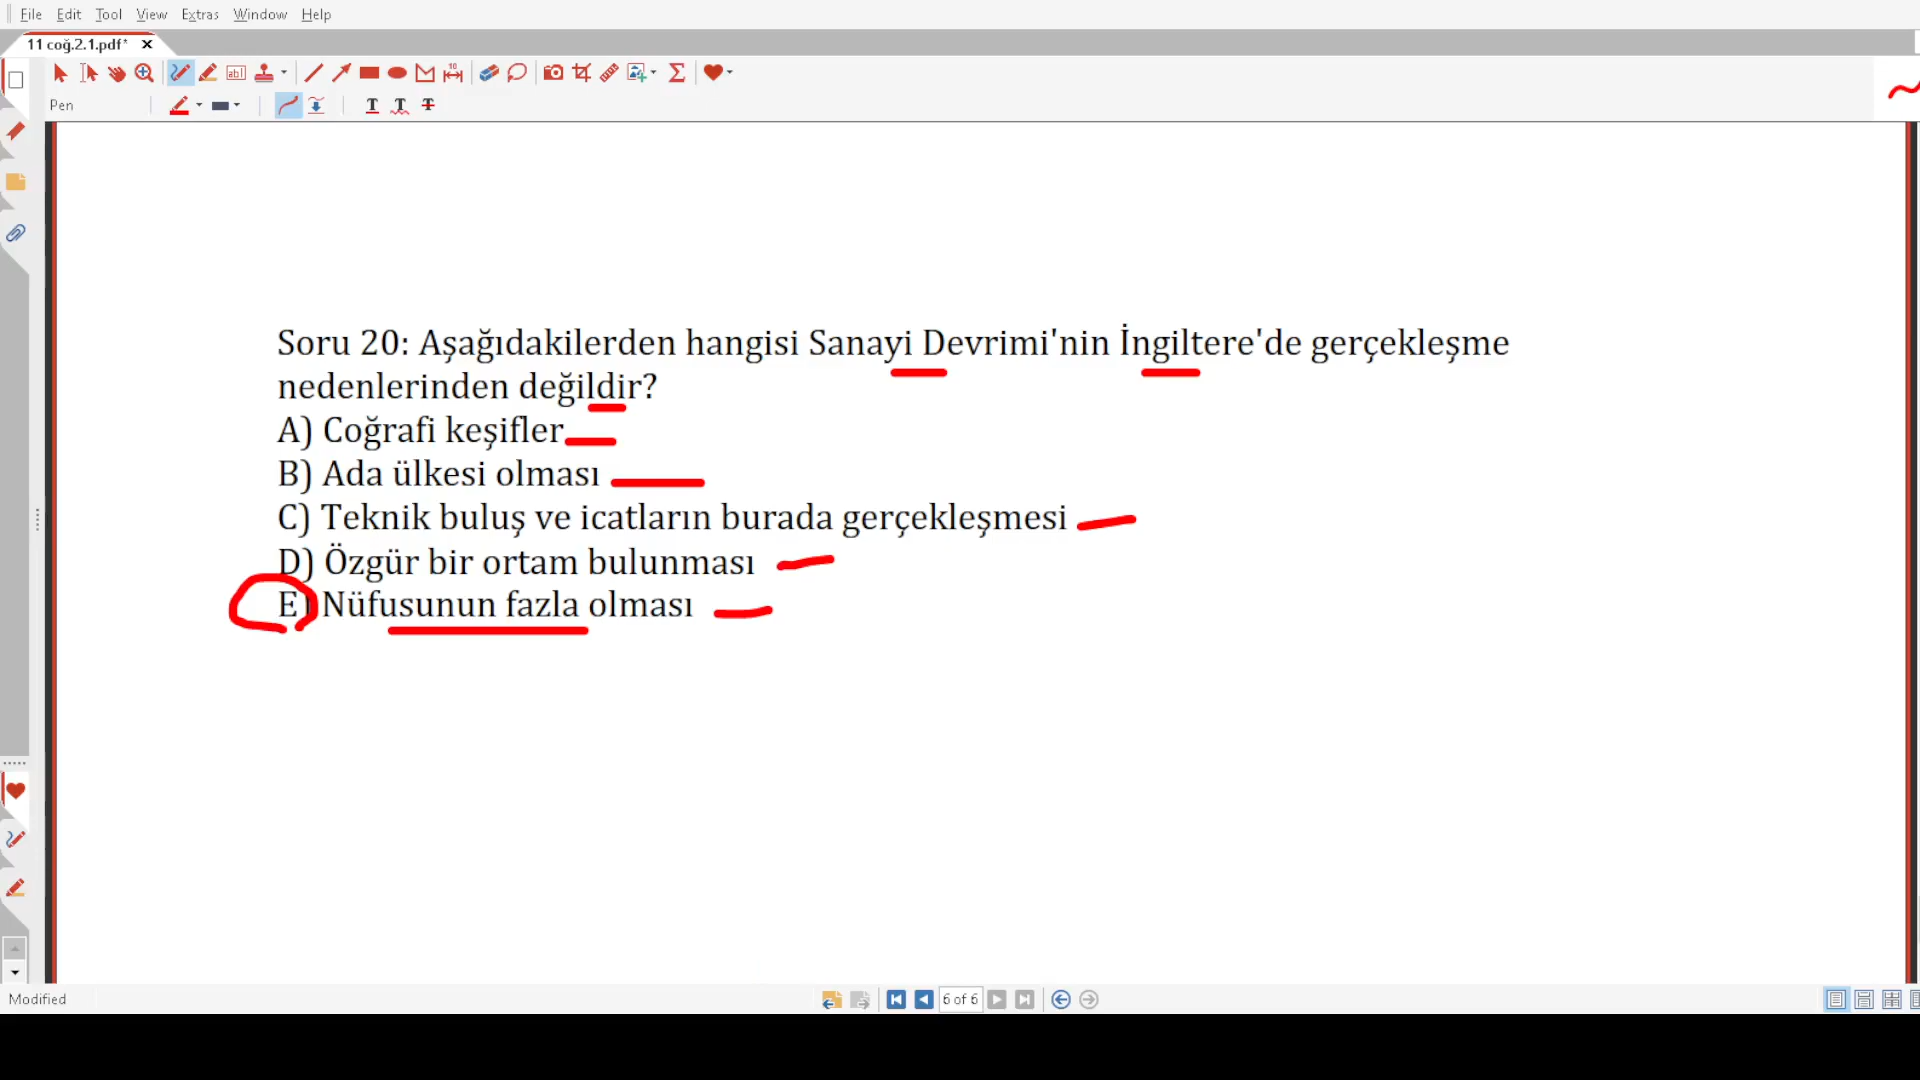 File Edit Tool View Extras Window Help
11 coğ.2.1.pdf*
Pen
Soru 20: Aşağıdakilerden hangisi Sanayi Devrimi'nin İngiltere'de gerçekleşme
nedenlerinden değildir?
A) Coğrafi keşifler
B) Ada ülkesi olması
C) Teknik buluş ve icatların burada gerçekleşmesi
D) Özgür bir ortam bulunması
E) Nüfusunun fazla olması
Modified
6 of 6